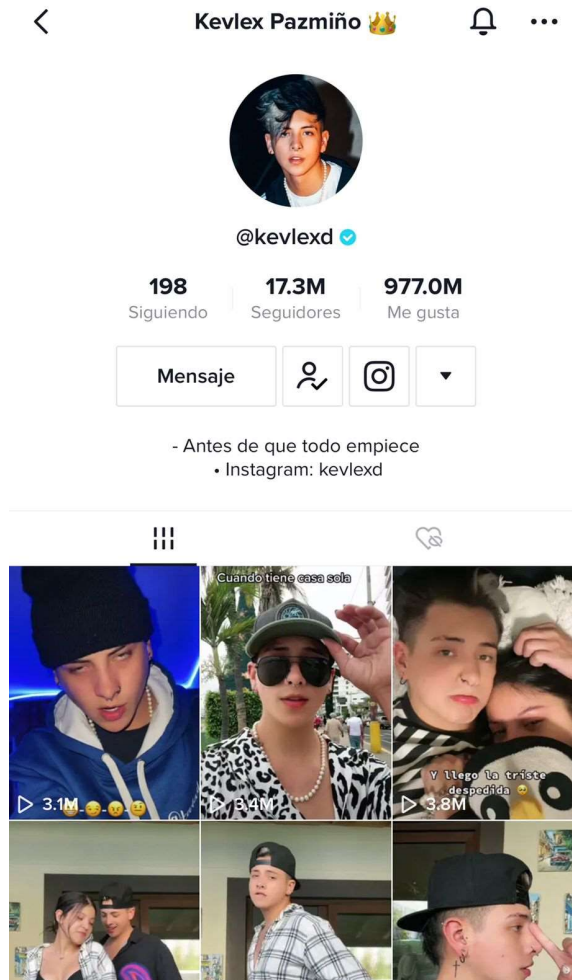 Kevlex Pazmiño 👑
@kevlexd
198
17.3M
977.0M
Siguiendo
Seguidores
Me gusta
Mensaje
- Antes de que todo empiece
• Instagram: kevlexd
Cuando tiene casa sola
Y llego la triste
despedida 🥺
3.1M
3.4M
3.8M